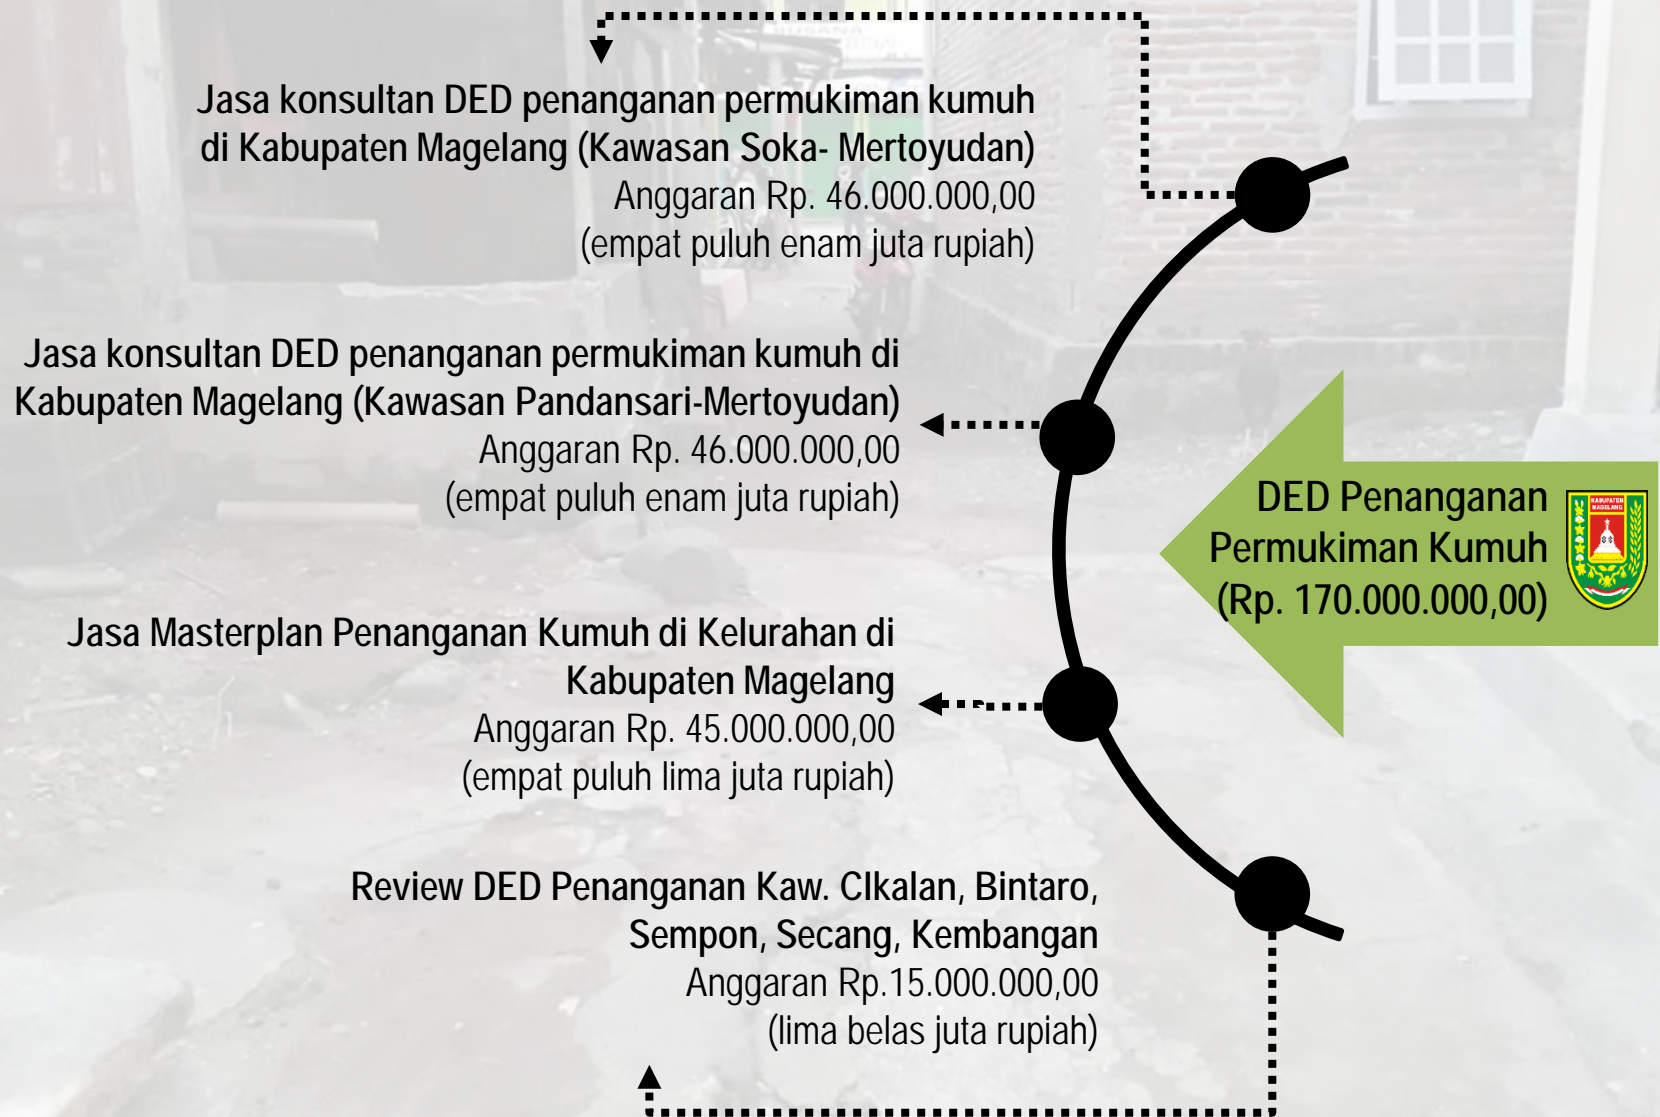 Jasa konsultan DED penanganan permukiman kumuh
di Kabupaten Magelang (Kawasan Soka- Mertoyudan)
Anggaran Rp. 46.000.000,00
(empat puluh enam juta rupiah)
Jasa konsultan DED penanganan permukiman kumuh di
Kabupaten Magelang (Kawasan Pandansari-Mertoyudan)
Anggaran Rp. 46.000.000,00
(empat puluh enam juta rupiah)
Jasa Masterplan Penanganan Kumuh di Kelurahan di
Kabupaten Magelang
Anggaran Rp. 45.000.000,00
(empat puluh lima juta rupiah)
Review DED Penanganan Kaw. CIkalan, Bintaro,
Sempon, Secang, Kembangan
Anggaran Rp.15.000.000,00
(lima belas juta rupiah)
DED Penanganan
Permukiman Kumuh
(Rp. 170.000.000,00)
KABUPATEN
MAGELANG